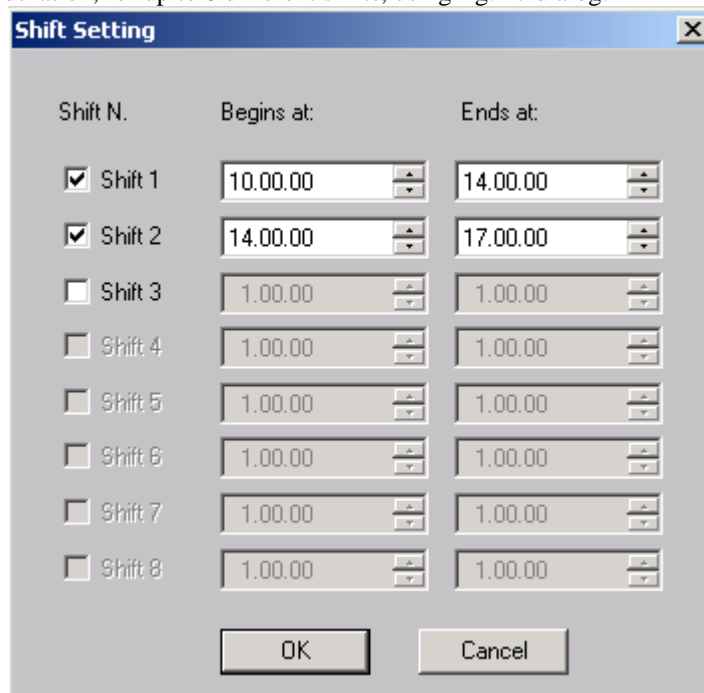 Shift Setting
Shift N. Begins at: Ends at:
Shift 1 10.00.00 14.00.00
Shift 2 14.00.00 17.00.00
Shift 3 1.00.00 1.00.00
Shift 4 1.00.00 1.00.00
Shift 5 1.00.00 1.00.00
Shift 6 1.00.00 1.00.00
Shift 7 1.00.00 1.00.00
Shift 8 1.00.00 1.00.00
OK Cancel